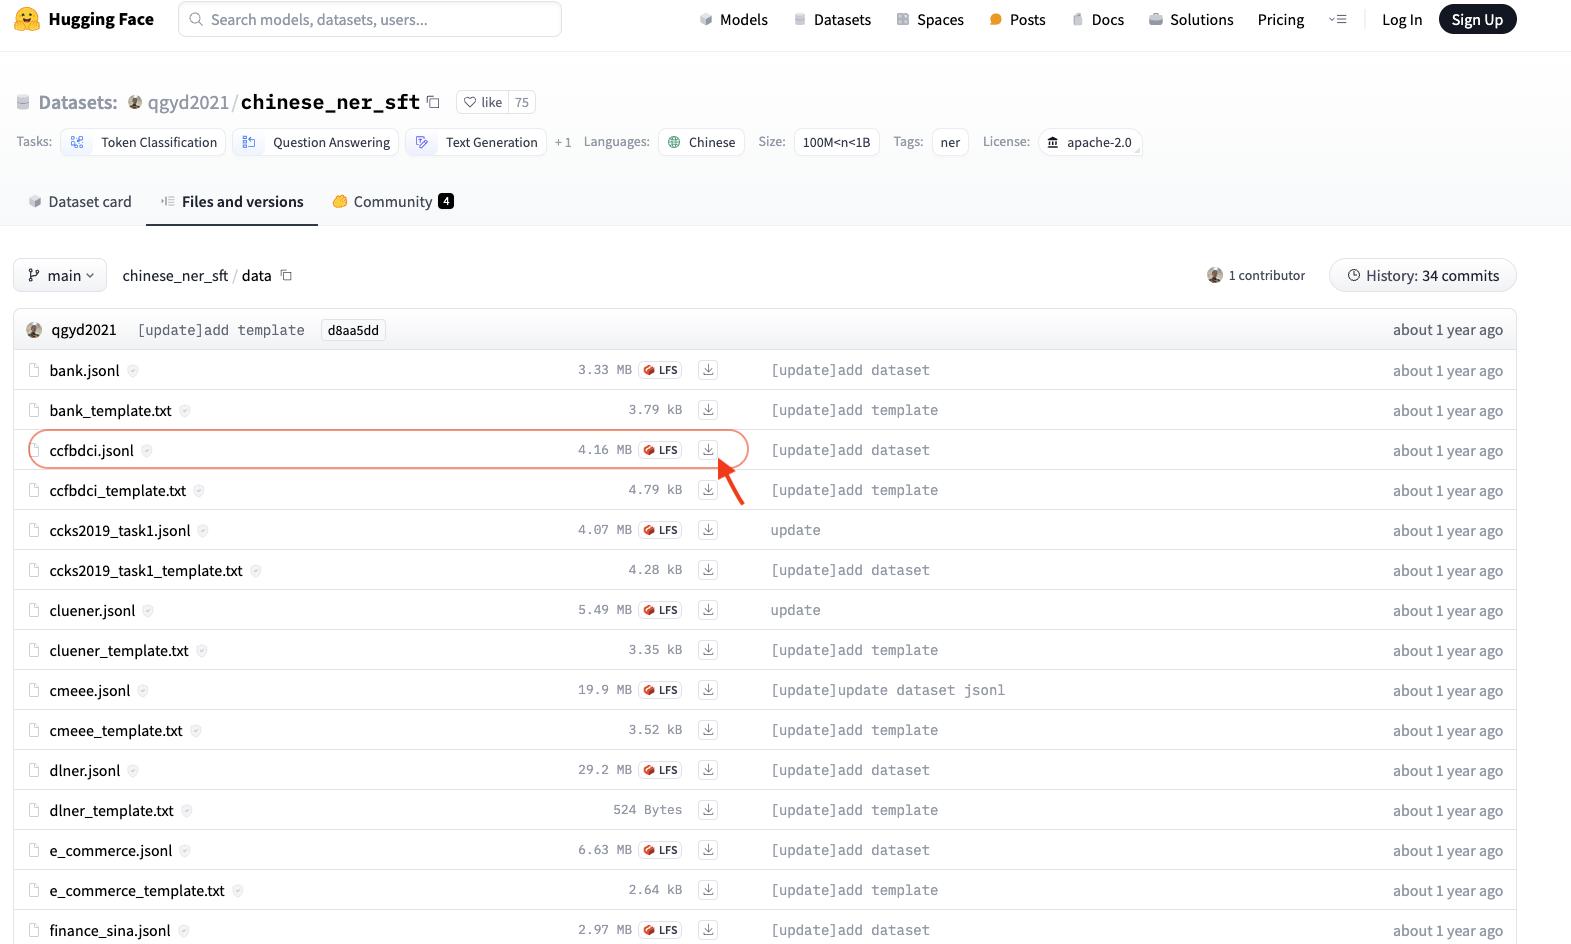 Hugging Face Search models, datasets, users... Models Datasets Spaces Posts Docs Solutions Pricing Log In Sign Up
Datasets: qgyd2021/chinese_ner_sft like 75
Tasks: Token Classification Question Answering Text Generation + 1 Languages: Chinese Size: 100M<n<1B Tags: ner License: apache-2.0
Dataset card Files and versions Community 4
main chinese_ner_sft / data 1 contributor History: 34 commits
qgyd2021 [update]add template d8aa5dd about 1 year ago
bank.jsonl 3.33 MB LFS [update]add dataset about 1 year ago
bank_template.txt 3.79 kB [update]add template about 1 year ago
ccfbdci.jsonl 4.16 MB LFS [update]add dataset about 1 year ago
ccfbdci_template.txt 4.79 kB [update]add template about 1 year ago
ccks2019_task1.jsonl 4.07 MB LFS update about 1 year ago
ccks2019_task1_template.txt 4.28 kB [update]add dataset about 1 year ago
cluener.jsonl 5.49 MB LFS update about 1 year ago
cluener_template.txt 3.35 kB [update]add template about 1 year ago
cmeee.jsonl 19.9 MB LFS [update]update dataset jsonl about 1 year ago
cmeee_template.txt 3.52 kB [update]add template about 1 year ago
dlner.jsonl 29.2 MB LFS [update]add dataset about 1 year ago
dlner_template.txt 524 Bytes [update]add template about 1 year ago
e_commerce.jsonl 6.63 MB LFS [update]add dataset about 1 year ago
e_commerce_template.txt 2.64 kB [update]add template about 1 year ago
finance_sina.jsonl 2.97 MB LFS [update]add dataset about 1 year ago